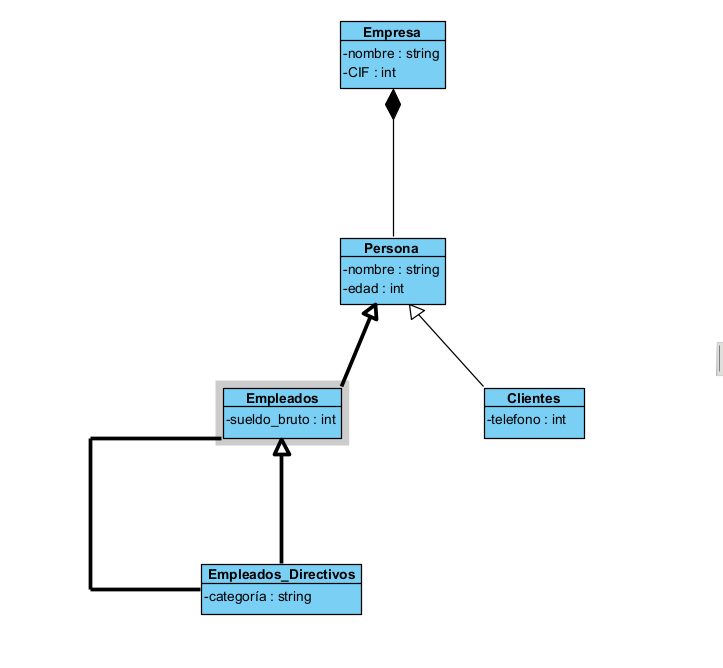 Empresa
-nombre : string
-CIF : int
Persona
-nombre : string
-edad : int
Empleados
-sueldo_bruto : int
Clientes
-telefono : int
Empleados_Directivos
-categoría : string